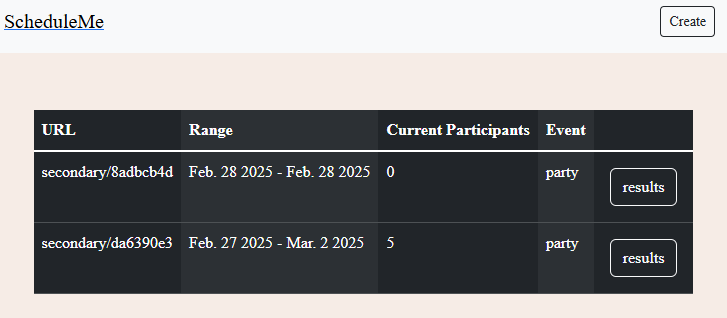 ScheduleMe Create
URL Range Current Participants Event
secondary/8adbcb4d Feb. 28 2025 - Feb. 28 2025 0 party results
secondary/da6390e3 Feb. 27 2025 - Mar. 2 2025 5 party results